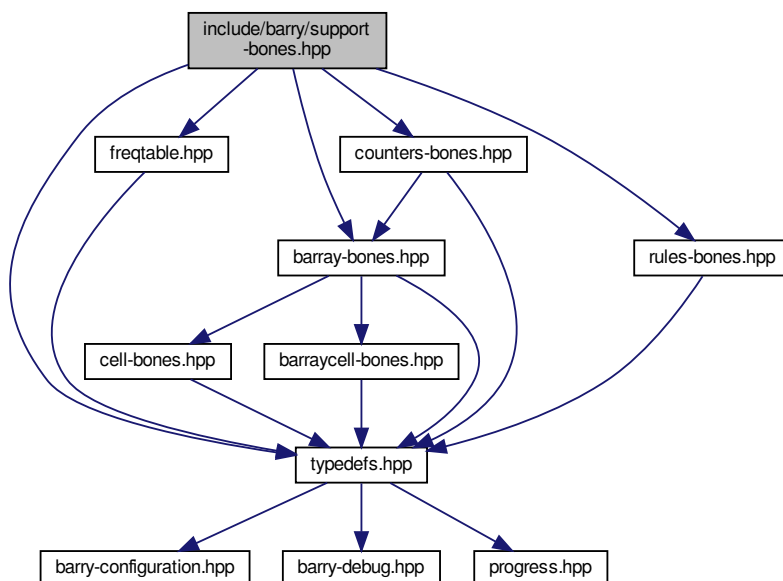 include/barry/support
-bones.hpp
freqtable.hpp
counters-bones.hpp
barray-bones.hpp
rules-bones.hpp
cell-bones.hpp
barraycell-bones.hpp
typedefs.hpp
barry-configuration.hpp
barry-debug.hpp
progress.hpp